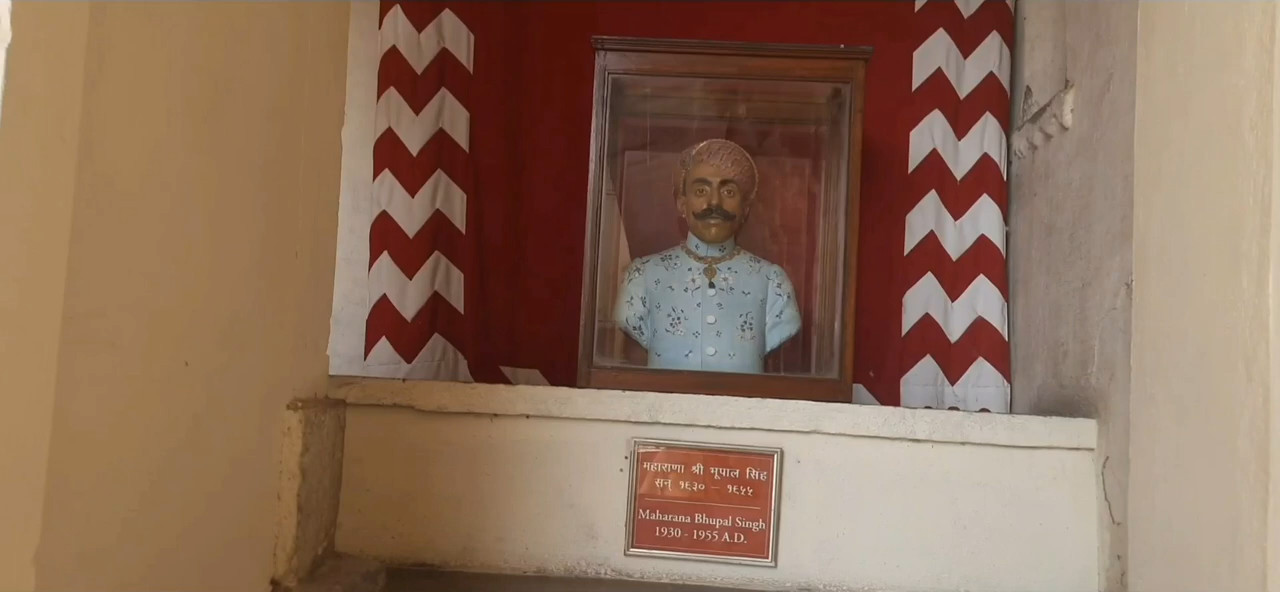 महाराणा श्री भूपाल सिंह
सन् १९३० – १९५५
Maharana Bhupal Singh
1930 - 1955 A.D.